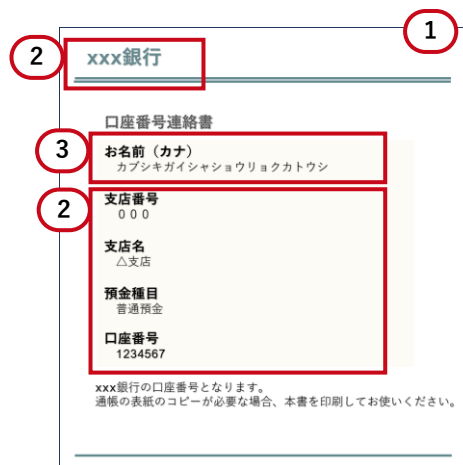 1
2
xxx銀行
口座番号連絡書
3
お名前（カナ）
カブシキガイシャショウリョクカトウシ
2
支店番号
０００
支店名
△支店
預金種目
普通預金
口座番号
1234567
xxx銀行の口座番号となります。
通帳の表紙のコピーが必要な場合、本書を印刷してお使いください。